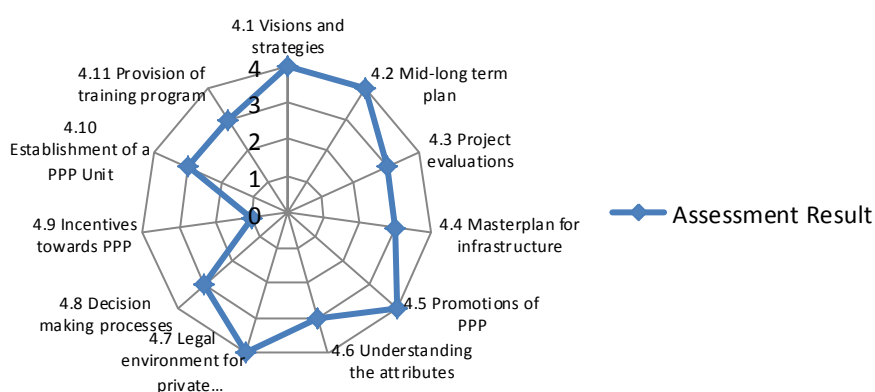 4.1 Visions and
strategies
4.2 Mid-long term
plan
4.3 Project
evaluations
4.4 Masterplan for
infrastructure
4.5 Promotions of
PPP
4.6 Understanding
the attributes
4.7 Legal
environment for
private...
4.8 Decision
making processes
4.9 Incentives
towards PPP
4.10
Establishment of a
PPP Unit
4.11 Provision of
training program
4
3
2
1
0
Assessment Result